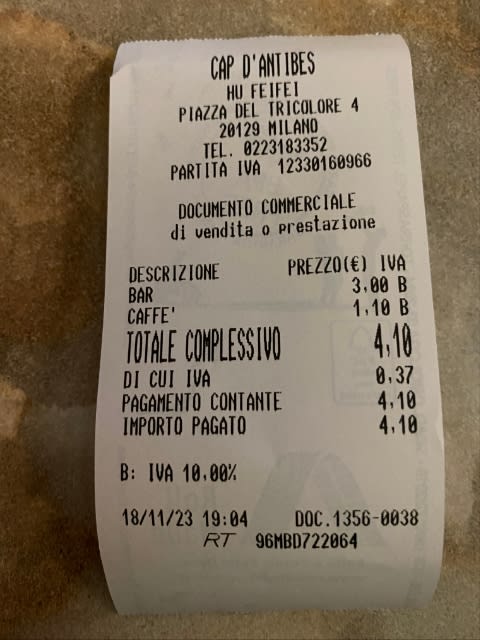 CAP D'ANTIBES
HU FEIFEI
PIAZZA DEL TRICOLORE 4
20129 MILANO
TEL. 0223183352
PARTITA IVA 12330160966
DOCUMENTO COMMERCIALE
di vendita o prestazione
DESCRIZIONE PREZZO(€) IVA
BAR 3,00 B
CAFFE' 1,10 B
TOTALE COMPLESSIVO 4,10
DI CUI IVA 0,37
PAGAMENTO CONTANTE 4,10
IMPORTO PAGATO 4,10
B: IVA 10,00%
18/11/23 19:04 DOC.1356-0038
RT 96MBD722064